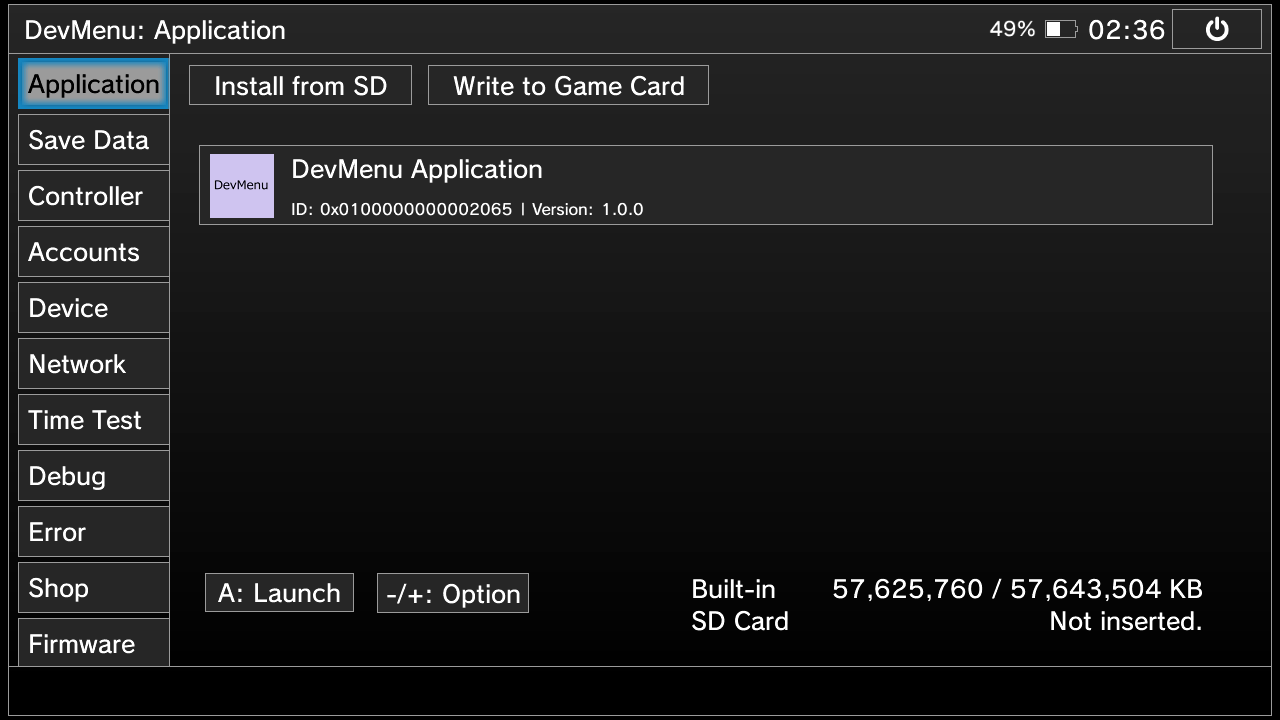 DevMenu: Application
49%
02:36
Application
Save Data
Controller
Accounts
Device
Network
Time Test
Debug
Error
Shop
Firmware
Install from SD
Write to Game Card
DevMenu
DevMenu Application
ID: 0x0100000000002065 | Version: 1.0.0
A: Launch
-/+: Option
Built-in 57,625,760 / 57,643,504 KB
SD Card Not inserted.